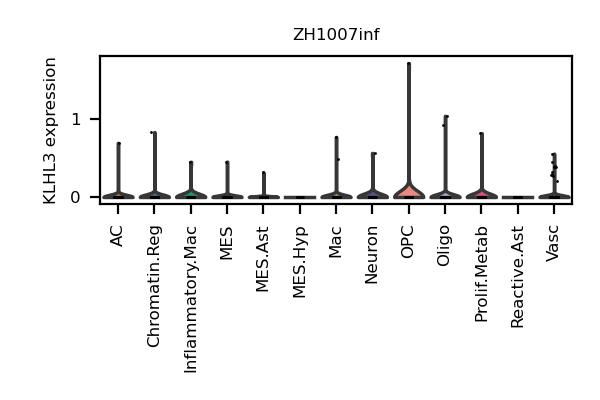 ZH1007inf
KLHL3 expression
1
0
AC
Chromatin.Reg
Inflammatory.Mac
MES
MES.Ast
MES.Hyp
Mac
Neuron
OPC
Oligo
Prolif.Metab
Reactive.Ast
Vasc